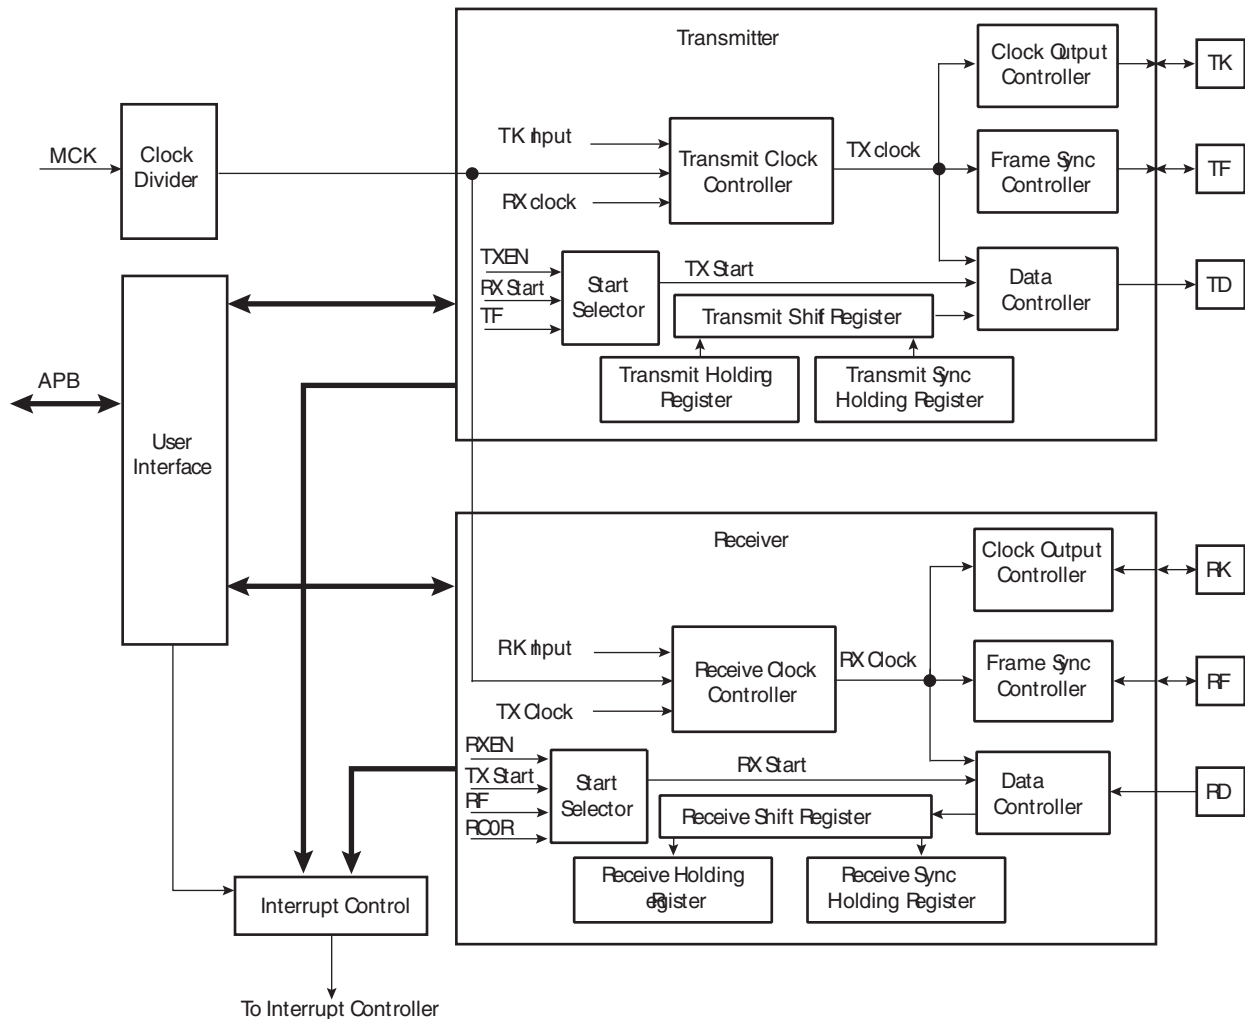 Transmitter
Clock Output
Controller
TK
MCK
Clock
Divider
TK Input
Transmit Clock
Controller
TX clock
Frame Sync
Controller
TF
RX clock
TXEN
RX Start
TF
Start
Selector
TX Start
Data
Controller
TD
Transmit Shift Register
Transmit Holding
Register
Transmit Sync
Holding Register
APB
User
Interface
Receiver
Clock Output
Controller
RK
RK Input
Receive Clock
Controller
RX Clock
Frame Sync
Controller
RF
TX Clock
RXEN
TX Start
RF
RC0R
Start
Selector
RX Start
Data
Controller
RD
Receive Shift Register
Receive Holding
Register
Receive Sync
Holding Register
Interrupt Control
To Interrupt Controller